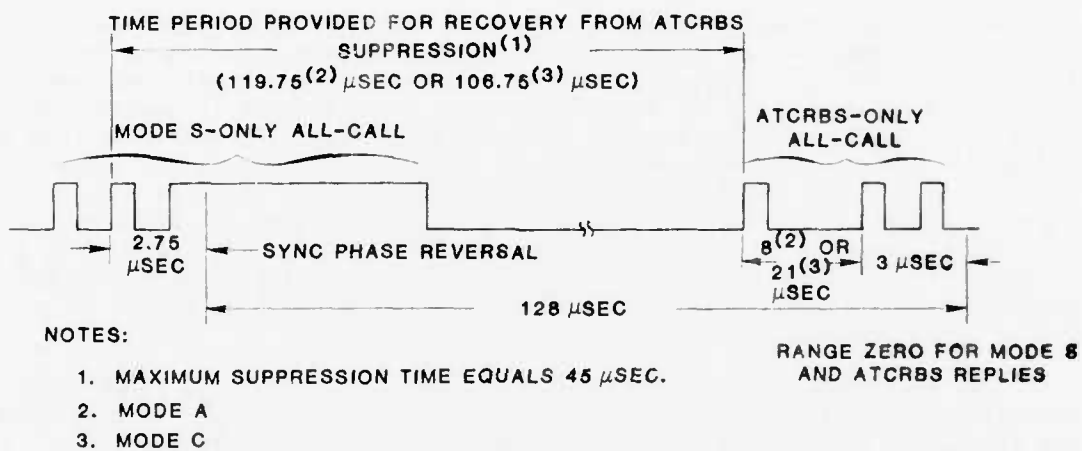 TIME PERIOD PROVIDED FOR RECOVERY FROM ATCRBS
SUPPRESSION(1)
(119.75(2) μSEC OR 106.75(3) μSEC)
MODE S-ONLY ALL-CALL
ATCRBS-ONLY
ALL-CALL
2.75
μSEC
SYNC PHASE REVERSAL
8(2) OR
21(3)
μSEC
3 μSEC
128 μSEC
RANGE ZERO FOR MODE S
AND ATCRBS REPLIES
NOTES:
1. MAXIMUM SUPPRESSION TIME EQUALS 45 μSEC.
2. MODE A
3. MODE C